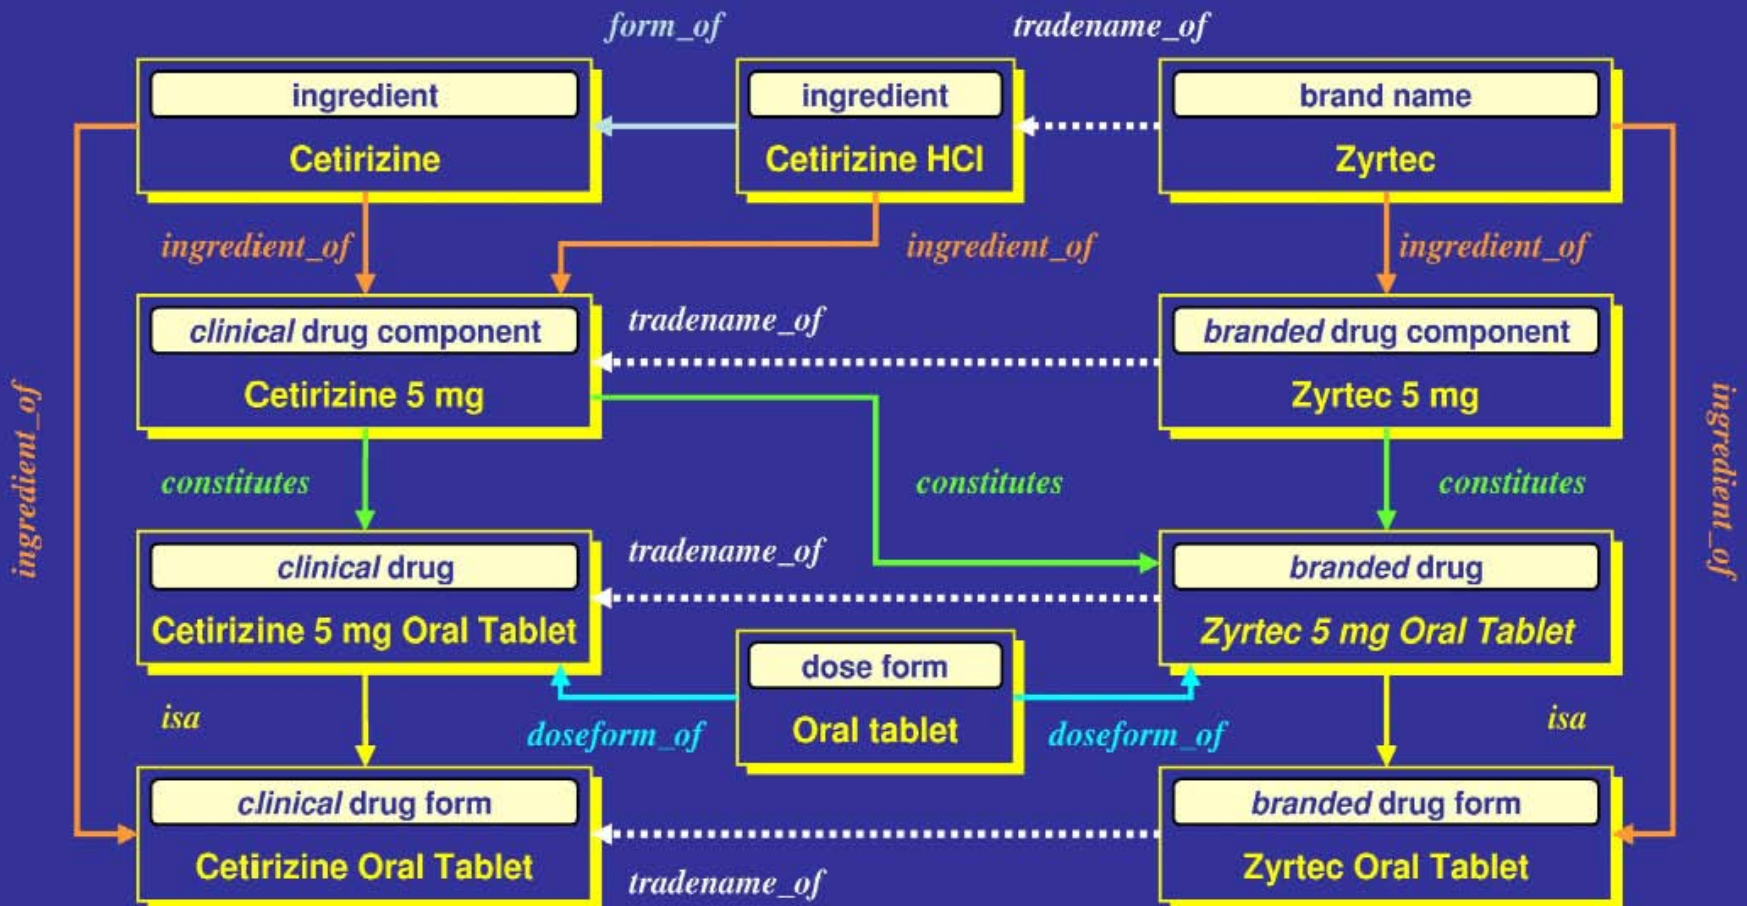 form_of
tradename_of
ingredient
Cetirizine
ingredient
Cetirizine HCl
brand name
Zyrtec
ingredient_of
ingredient_of
ingredient_of
clinical drug component
Cetirizine 5 mg
tradename_of
branded drug component
Zyrtec 5 mg
ingredient_of
ingredient_of
constitutes
constitutes
constitutes
clinical drug
Cetirizine 5 mg Oral Tablet
tradename_of
branded drug
Zyrtec 5 mg Oral Tablet
dose form
Oral tablet
isa
doseform_of
doseform_of
isa
clinical drug form
Cetirizine Oral Tablet
branded drug form
Zyrtec Oral Tablet
tradename_of